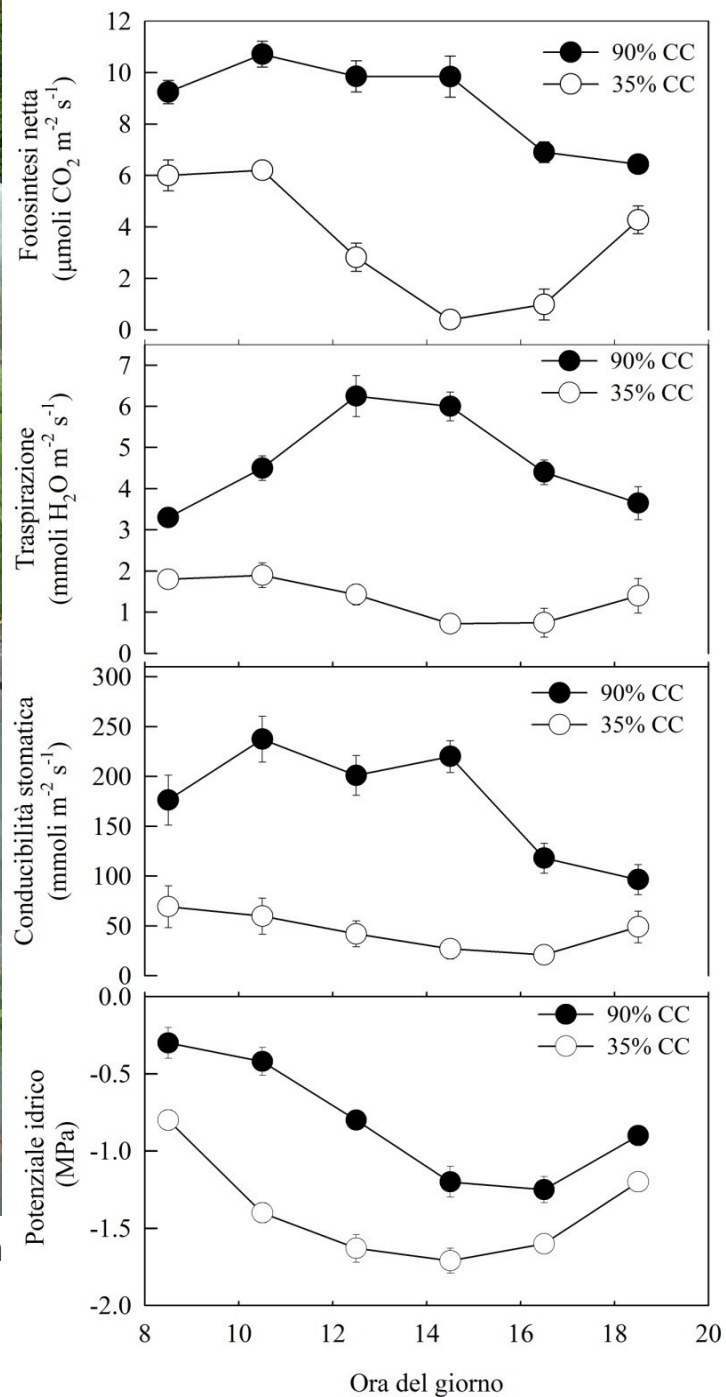 12
10
8
6
4
2
0
Fotosintesi netta
(µmoli CO₂ m⁻² s⁻¹)
90% CC
35% CC
7
6
5
4
3
2
1
0
Traspirazione
(mmoli H₂O m⁻² s⁻¹)
90% CC
35% CC
300
250
200
150
100
50
0
Conducibilità stomatica
(mmoli m⁻² s⁻¹)
90% CC
35% CC
0.0
-0.5
-1.0
-1.5
-2.0
Potenziale idrico
(MPa)
90% CC
35% CC
8 10 12 14 16 18 20
Ora del giorno